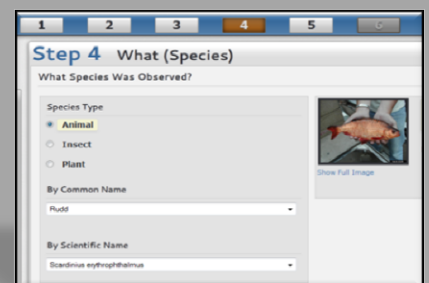 1 2 3 4 5 6
Step 4 What (Species)
What Species Was Observed?
Species Type
Animal
Insect
Plant
Show Full Image
By Common Name
Rudd
By Scientific Name
Scardinius erythrophthalmus